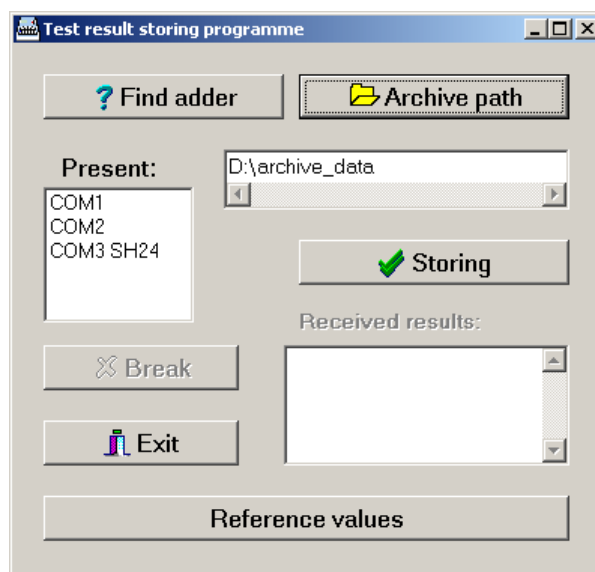 Test result storing programme
Find adder
Archive path
Present:
D:\archive_data
COM1
COM2
COM3 SH24
Storing
Received results:
Break
Exit
Reference values